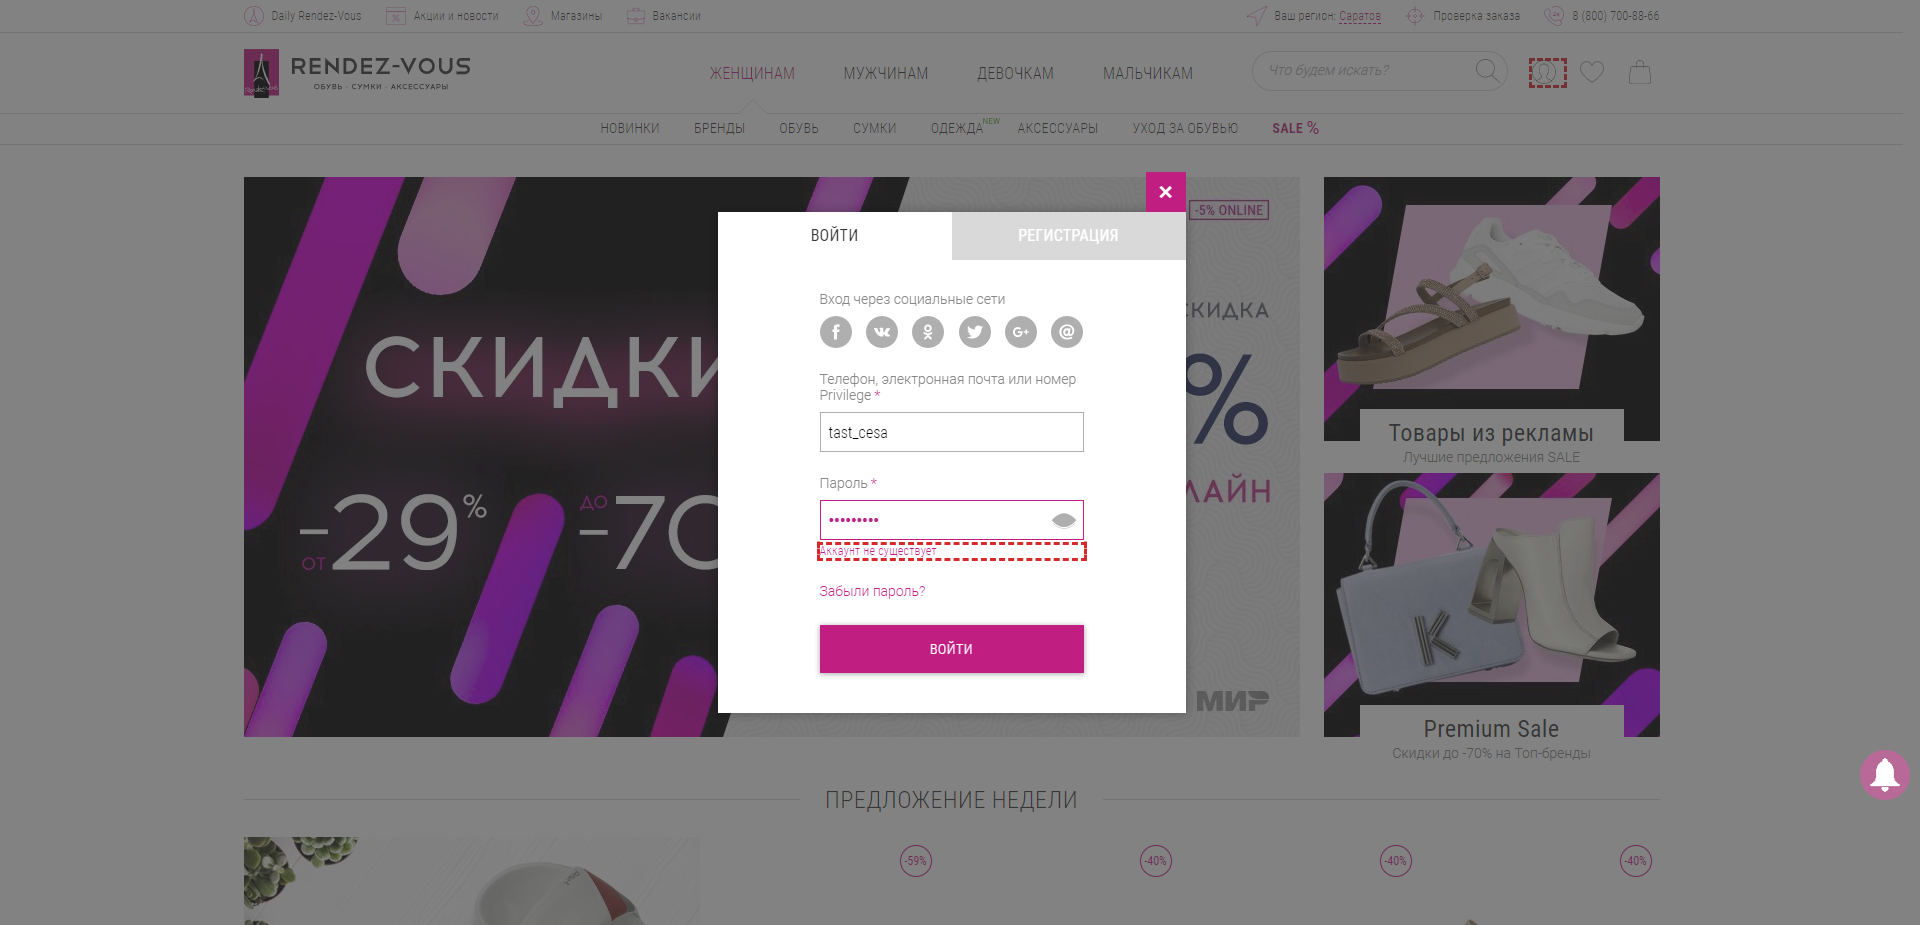 Daily Rendez-Vous
Акции и новости
Магазины
Вакансии
Ваш регион: Саратов
Проверка заказа
8 (800) 700-88-66
RENDEZ-VOUS
ОБУВЬ · СУМКИ · АКСЕССУАРЫ
ЖЕНЩИНАМ
МУЖЧИНАМ
ДЕВОЧКАМ
МАЛЬЧИКАМ
Что будем искать?
НОВИНКИ
БРЕНДЫ
ОБУВЬ
СУМКИ
ОДЕЖДА NEW
АКСЕССУАРЫ
УХОД ЗА ОБУВЬЮ
SALE %
-5% ONLINE
ВОЙТИ
РЕГИСТРАЦИЯ
Вход через социальные сети
Телефон, электронная почта или номер
Privilege *
tast_cesa
Пароль *
•••••••••
Аккаунт не существует
Забыли пароль?
ВОЙТИ
СКИДКИ
ОТ -29%
ДО -70
СКИДКА
%
ЛАЙН
МИР
Товары из рекламы
Лучшие предложения SALE
K
Premium Sale
Скидки до -70% на Топ-бренды
ПРЕДЛОЖЕНИЕ НЕДЕЛИ
-59%
-40%
-40%
-40%